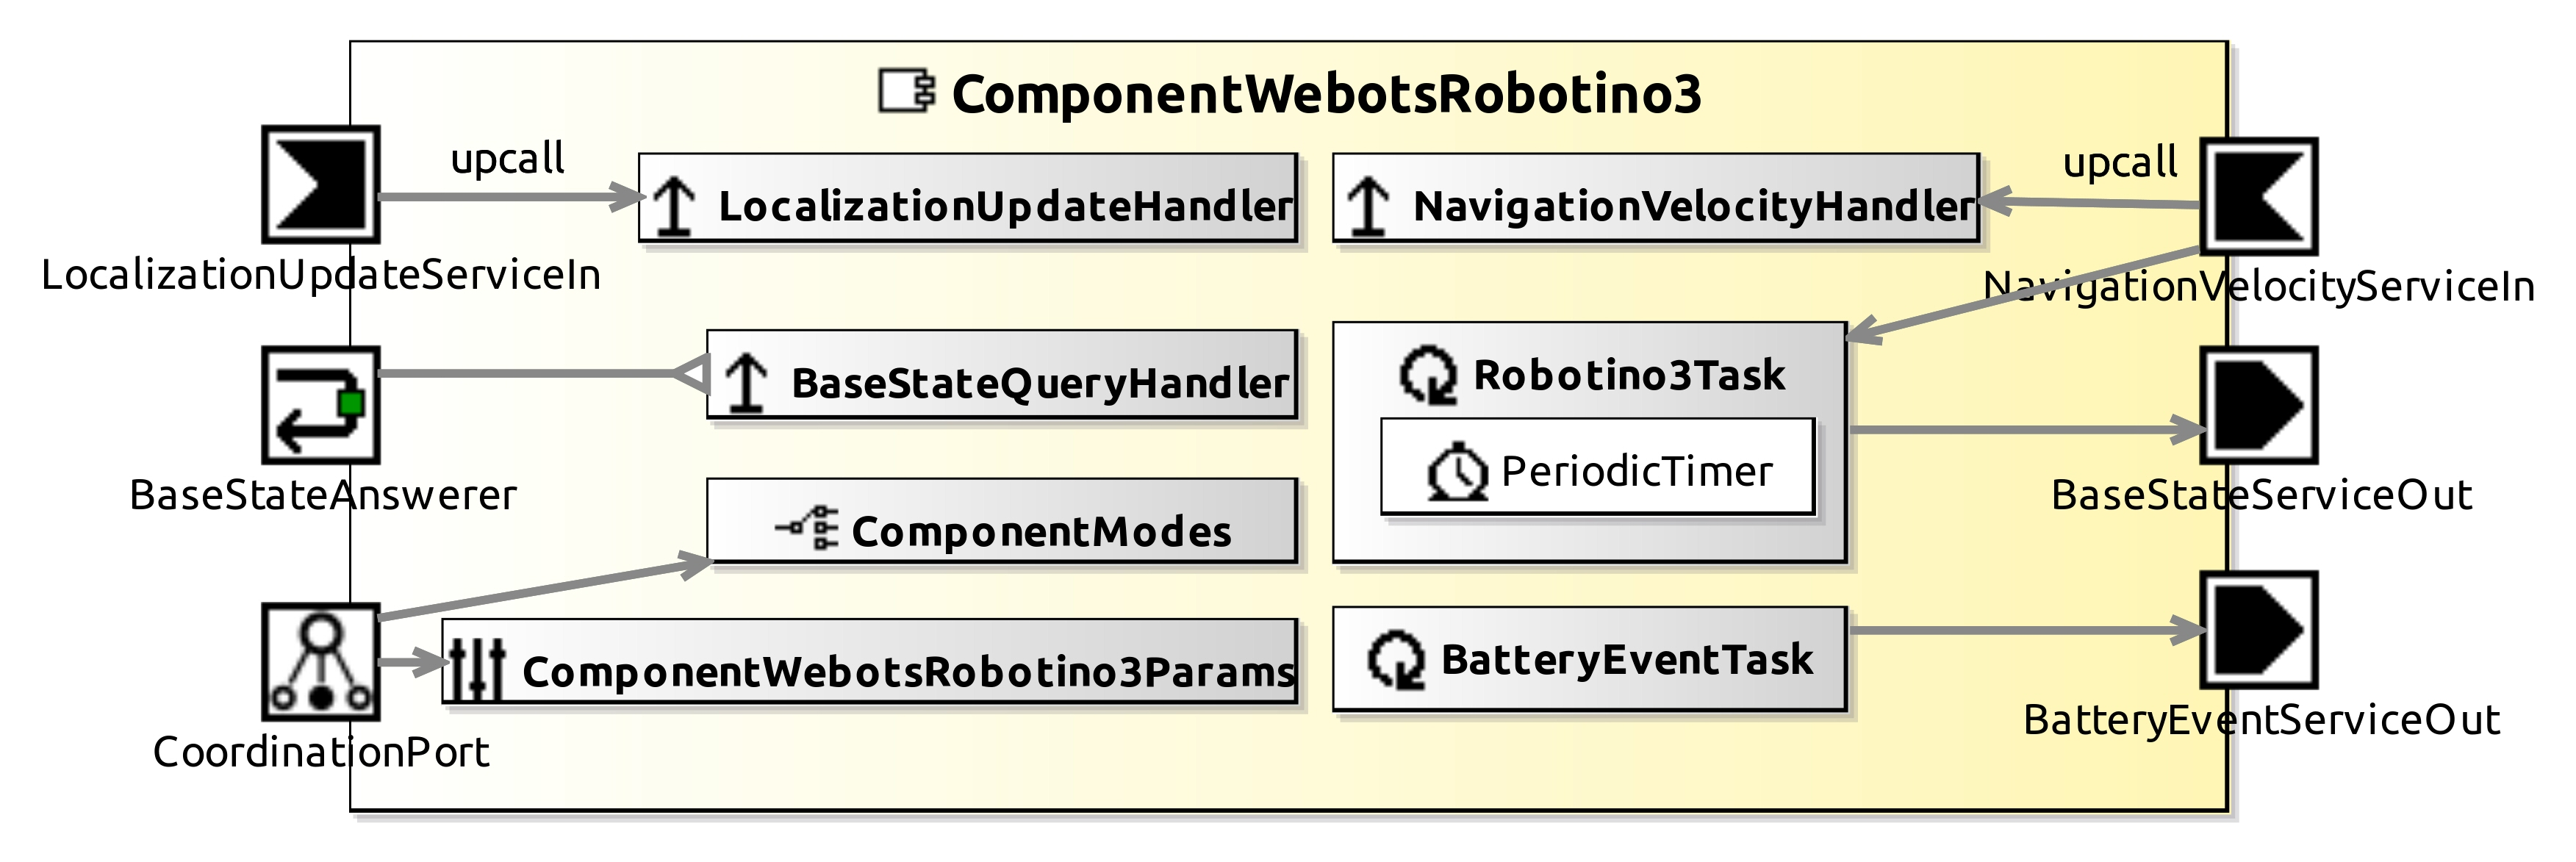 ComponentWebotsRobotino3
upcall
LocalizationUpdateHandler
NavigationVelocityHandler
upcall
LocalizationUpdateServiceIn
NavigationVelocityServiceIn
BaseStateQueryHandler
Robotino3Task
PeriodicTimer
BaseStateAnswerer
BaseStateServiceOut
ComponentModes
ComponentWebotsRobotino3Params
BatteryEventTask
CoordinationPort
BatteryEventServiceOut